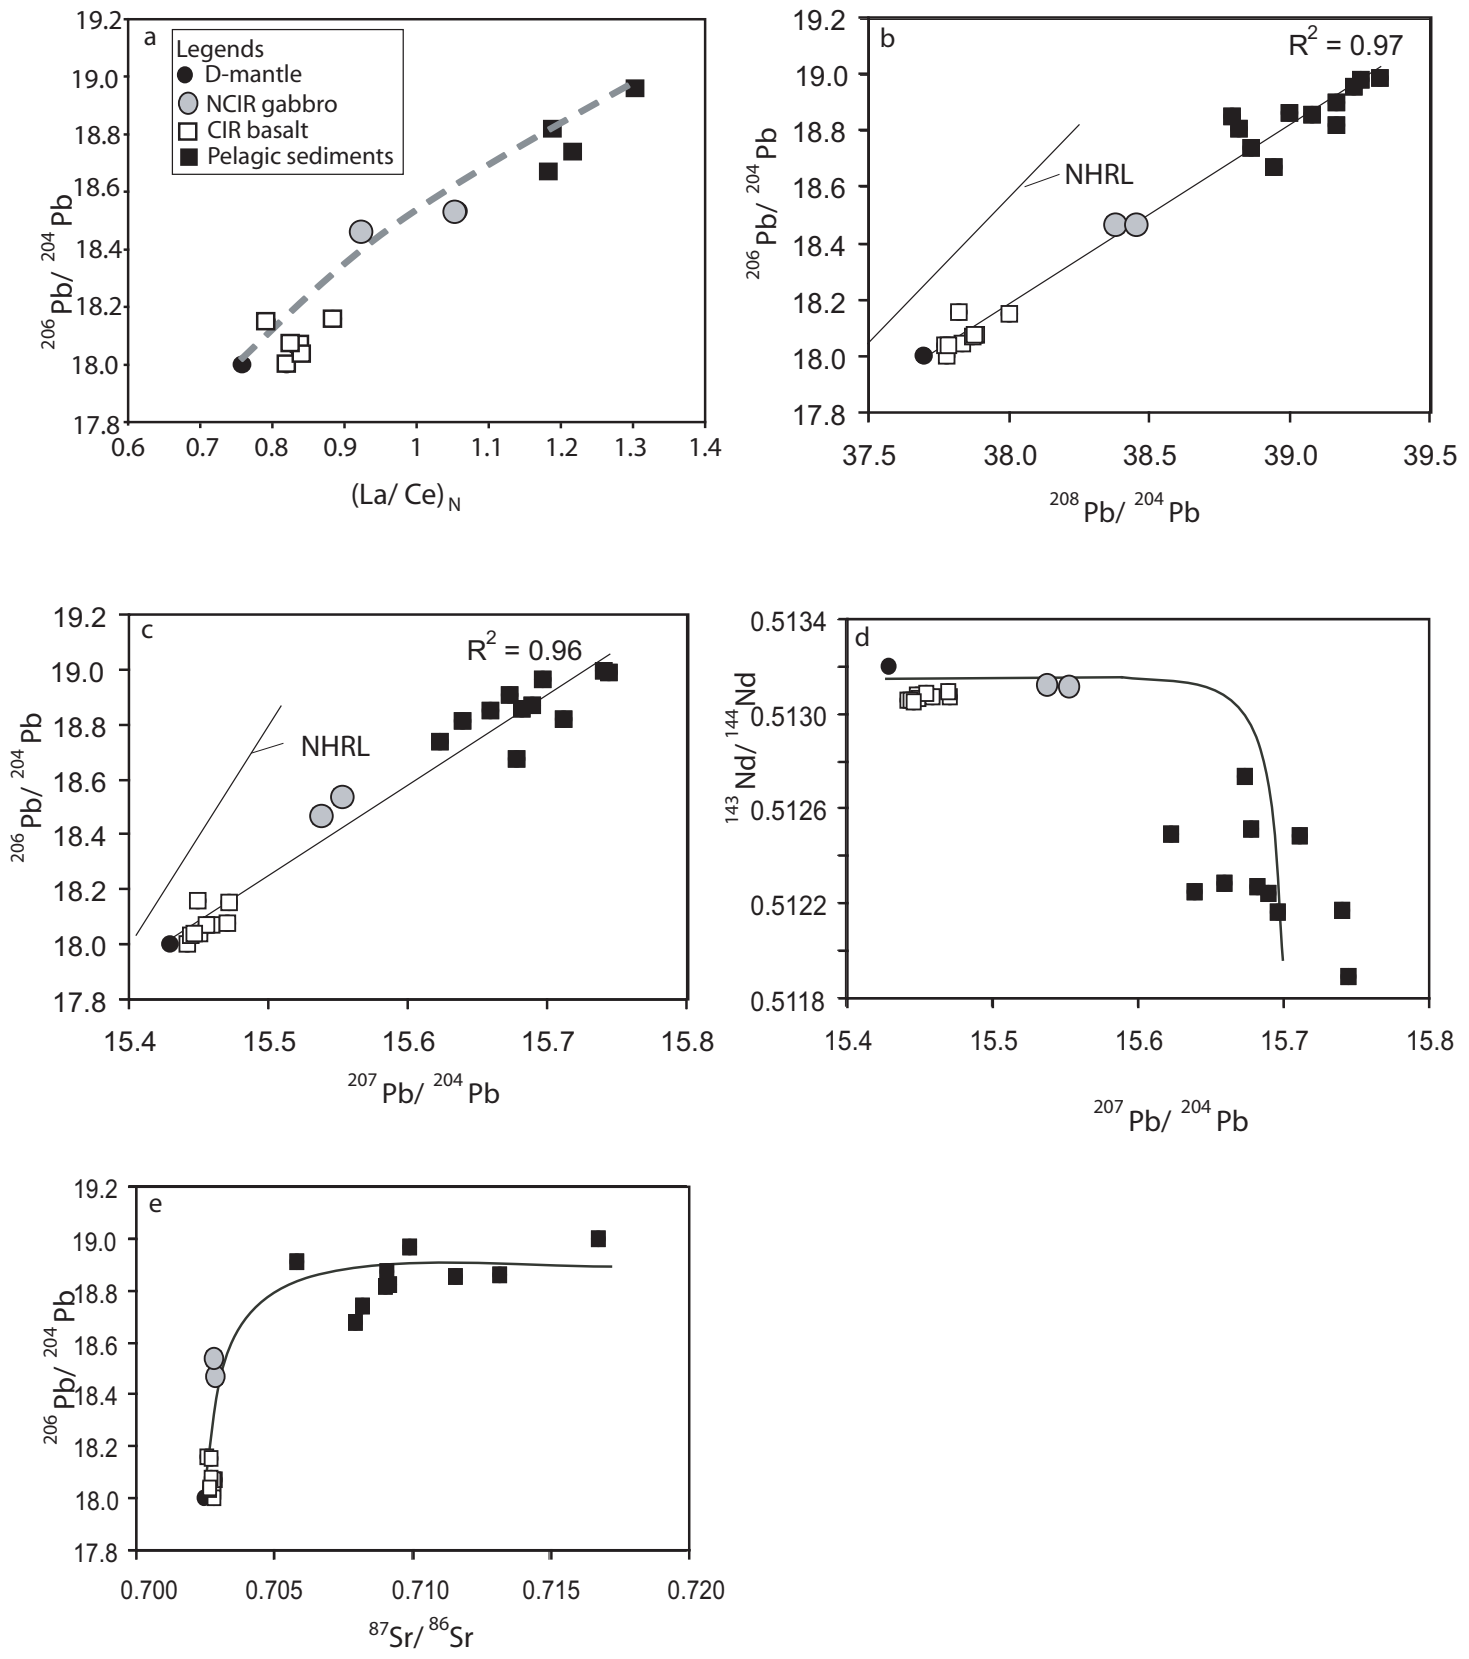 a
Legends
D-mantle
NCIR gabbro
CIR basalt
Pelagic sediments
19.2
19.0
18.8
18.6
18.4
18.2
18.0
17.8
206Pb/ 204Pb
0.6 0.7 0.8 0.9 1 1.1 1.2 1.3 1.4
(La/ Ce)N
b
R2 = 0.97
NHRL
19.2
19.0
18.8
18.6
18.4
18.2
18.0
17.8
206Pb/ 204Pb
37.5 38.0 38.5 39.0 39.5
208Pb/ 204Pb
c
R2 = 0.96
NHRL
19.2
19.0
18.8
18.6
18.4
18.2
18.0
17.8
206Pb/ 204Pb
15.4 15.5 15.6 15.7 15.8
207Pb/ 204Pb
d
0.5134
0.5130
0.5126
0.5122
0.5118
143Nd/ 144Nd
15.4 15.5 15.6 15.7 15.8
207Pb/ 204Pb
e
19.2
19.0
18.8
18.6
18.4
18.2
18.0
17.8
206Pb/ 204Pb
0.700 0.705 0.710 0.715 0.720
87Sr/ 86Sr